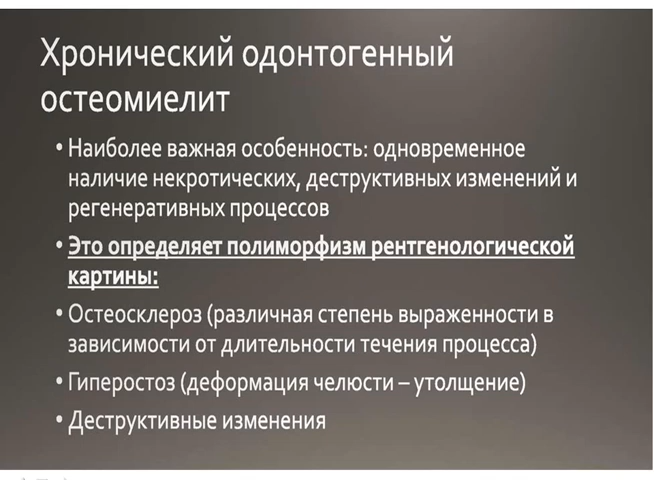 Хронический одонтогенный
остеомиелит
• Наиболее важная особенность: одновременное
наличие некротических, деструктивных изменений и
регенеративных процессов
• Это определяет полиморфизм рентгенологической
картины:
• Остеосклероз (различная степень выраженности в
зависимости от длительности течения процесса)
• Гиперостоз (деформация челюсти – утолщение)
• Деструктивные изменения